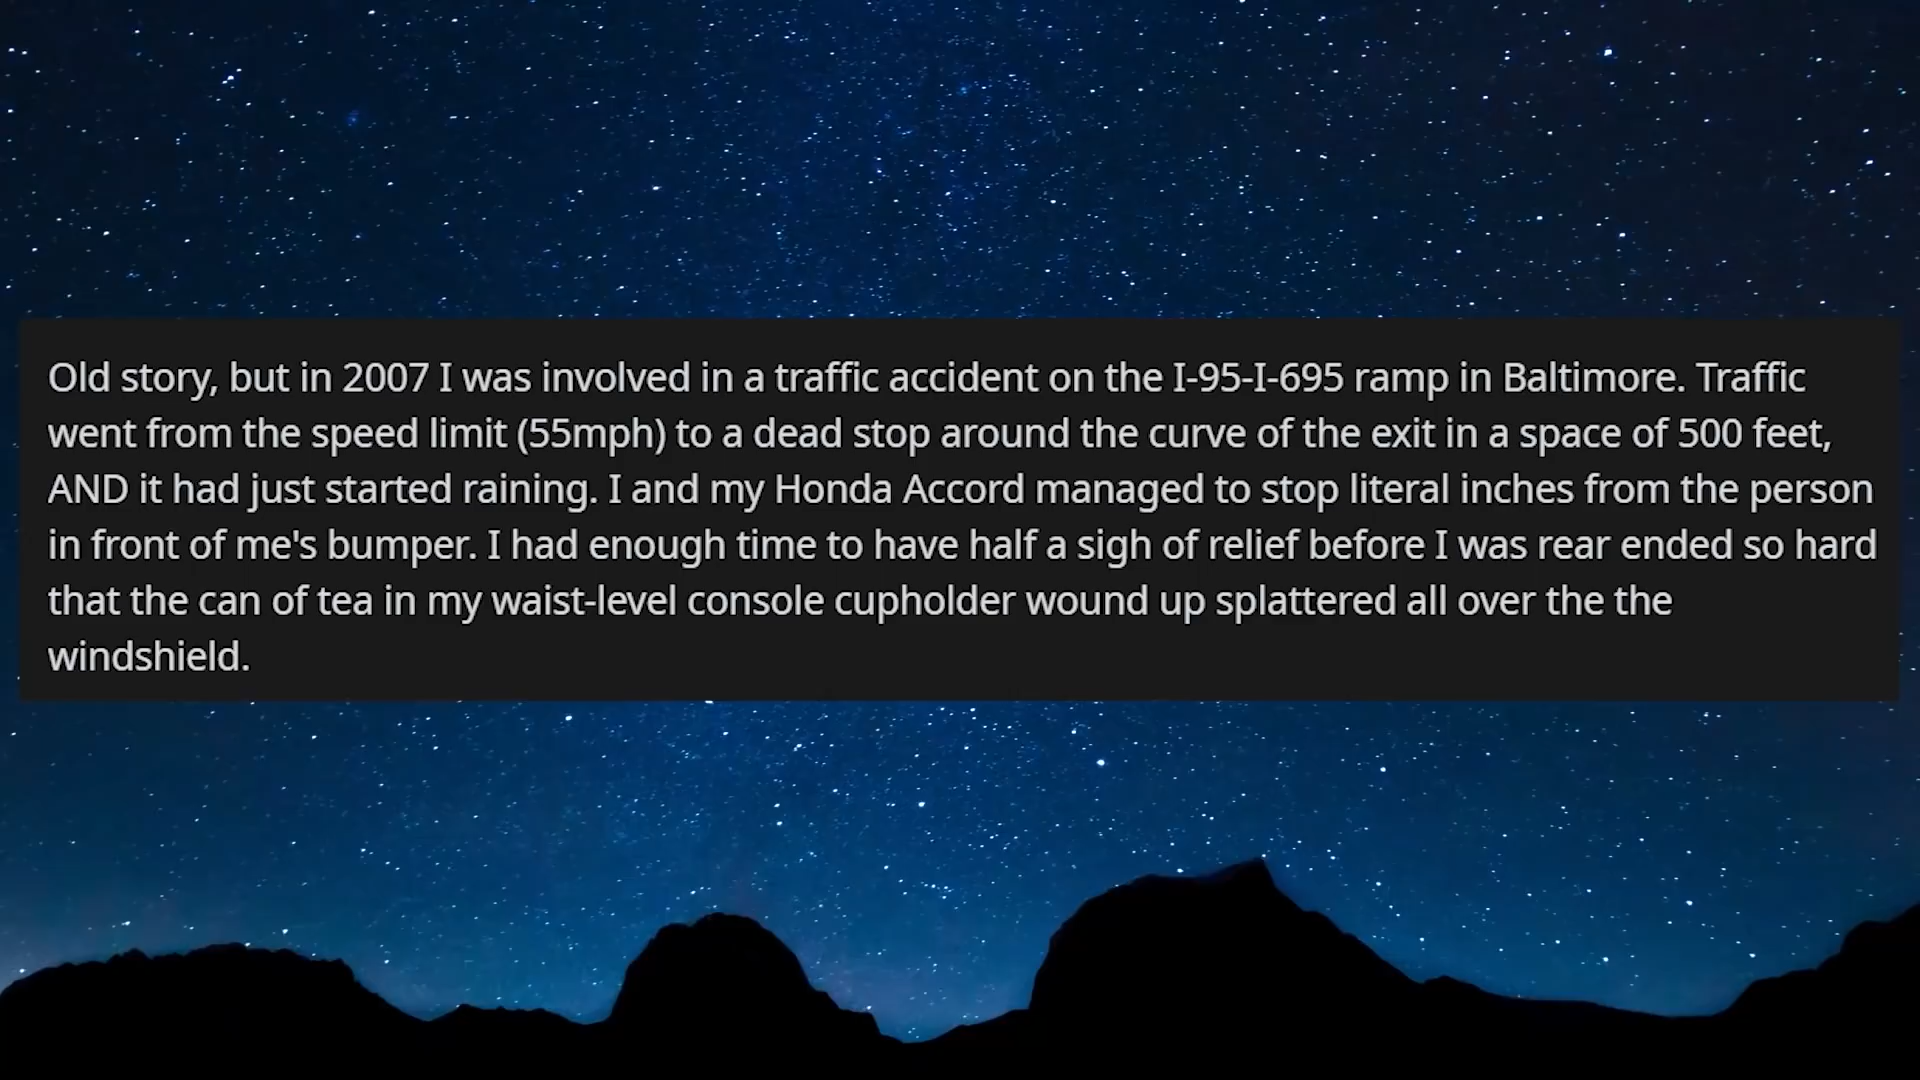 Old story, but in 2007 I was involved in a traffic accident on the I-95-I-695 ramp in Baltimore. Traffic
went from the speed limit (55mph) to a dead stop around the curve of the exit in a space of 500 feet,
AND it had just started raining. I and my Honda Accord managed to stop literal inches from the person
in front of me's bumper. I had enough time to have half a sigh of relief before I was rear ended so hard
that the can of tea in my waist-level console cupholder wound up splattered all over the the
windshield.